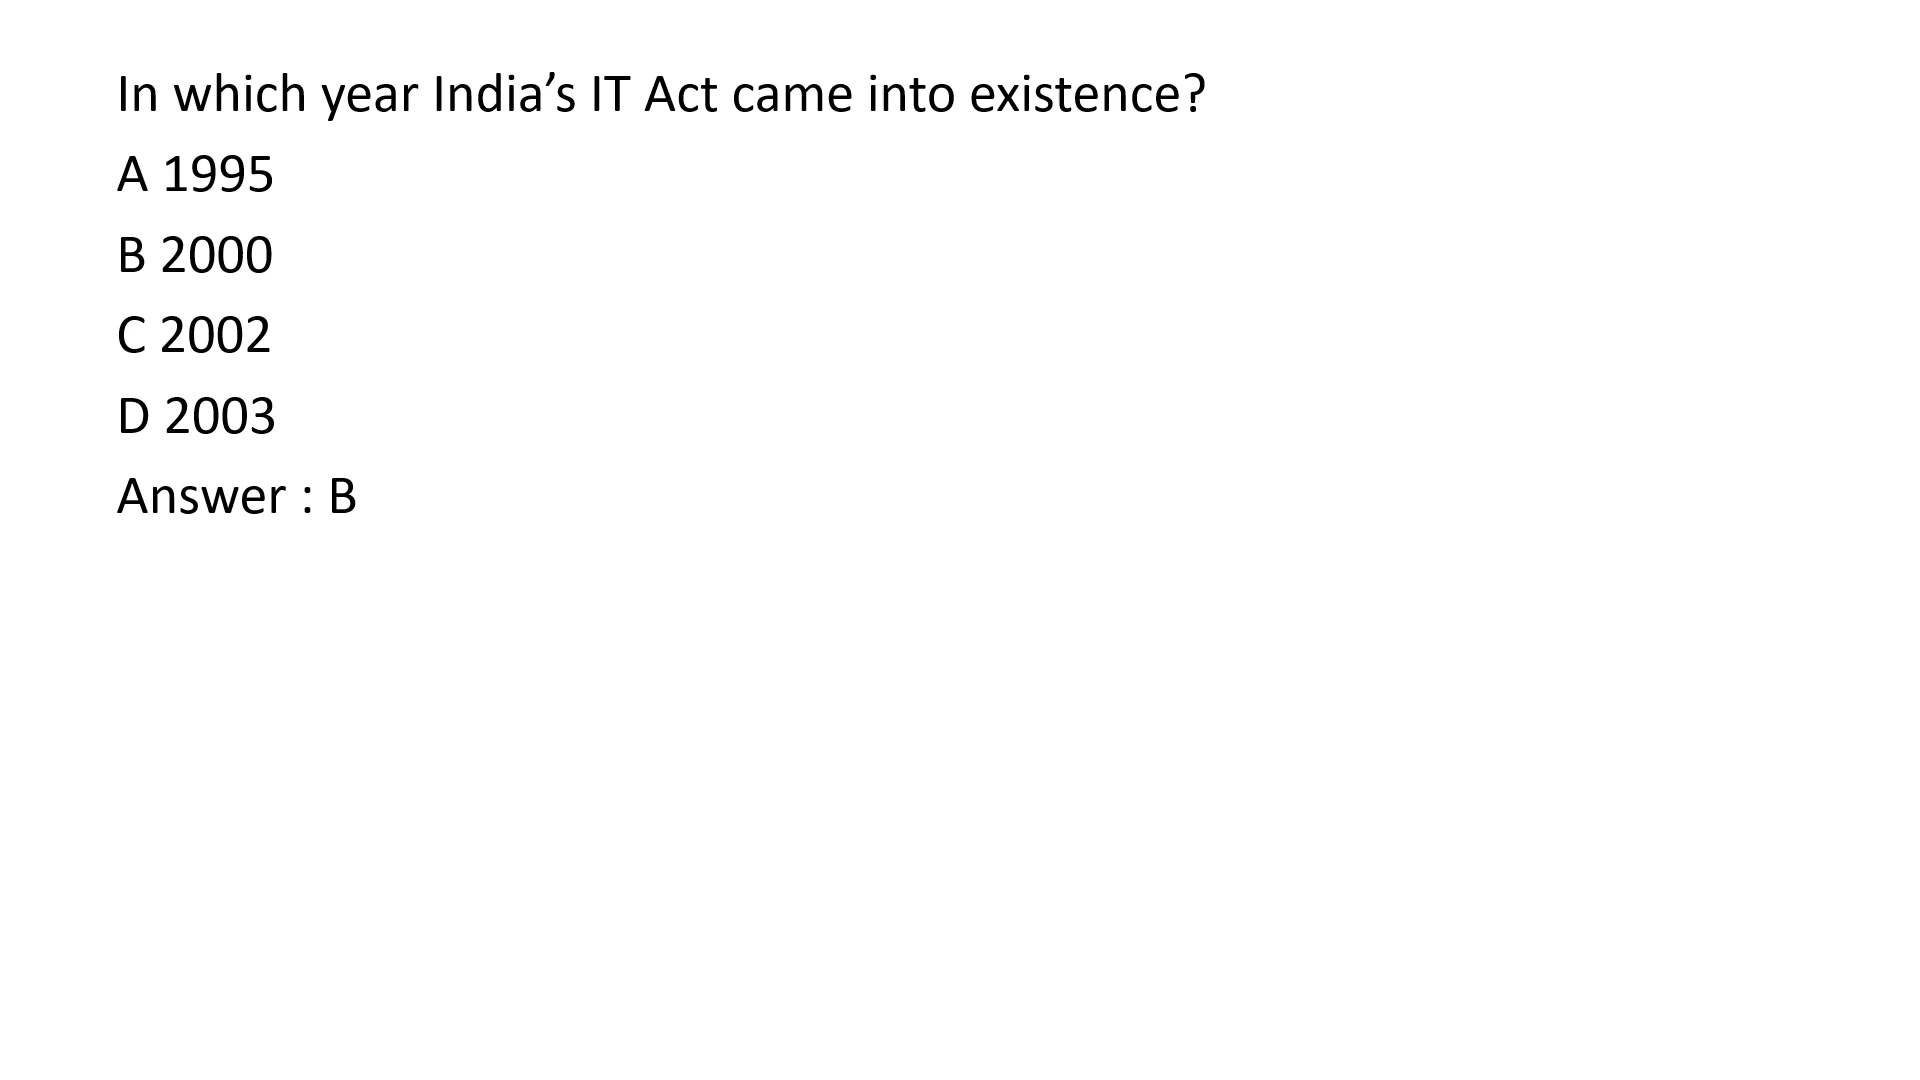 In which year India’s IT Act came into existence?
A 1995
B 2000
C 2002
D 2003
Answer : B